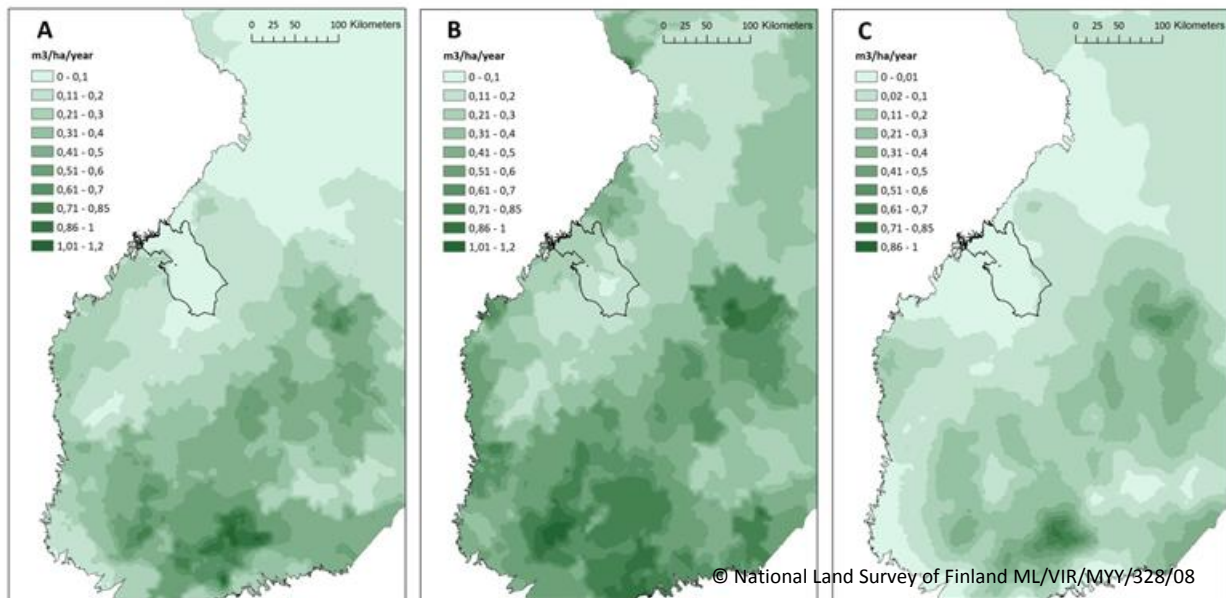 A
0 25 50 100 Kilometers
m3/ha/year
0 - 0,1
0,11 - 0,2
0,21 - 0,3
0,31 - 0,4
0,41 - 0,5
0,51 - 0,6
0,61 - 0,7
0,71 - 0,85
0,86 - 1
1,01 - 1,2
B
0 25 50 100 Kilometers
m3/ha/year
0 - 0,1
0,11 - 0,2
0,21 - 0,3
0,31 - 0,4
0,41 - 0,5
0,51 - 0,6
0,61 - 0,7
0,71 - 0,85
0,86 - 1
1,01 - 1,2
C
0 25 50 100 Kilometers
m3/ha/year
0 - 0,01
0,02 - 0,1
0,11 - 0,2
0,21 - 0,3
0,31 - 0,4
0,41 - 0,5
0,51 - 0,6
0,61 - 0,7
0,71 - 0,85
0,86 - 1
© National Land Survey of Finland ML/VIR/MYY/328/08